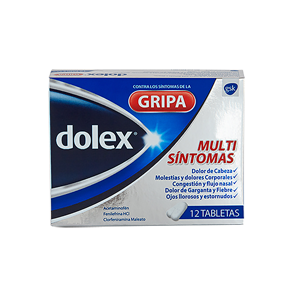 CONTRA LOS SÍNTOMAS DE LA
GRIPA
gsk
dolex®
MULTI
SÍNTOMAS
Dolor de Cabeza✓
Molestias y dolores Corporales✓
Congestión y flujo nasal✓
Dolor de Garganta y Fiebre✓
Ojos llorosos y estornudos✓
Acetaminofén
Fenilefrina HCl
Clorfeniramina Maleato
12 TABLETAS